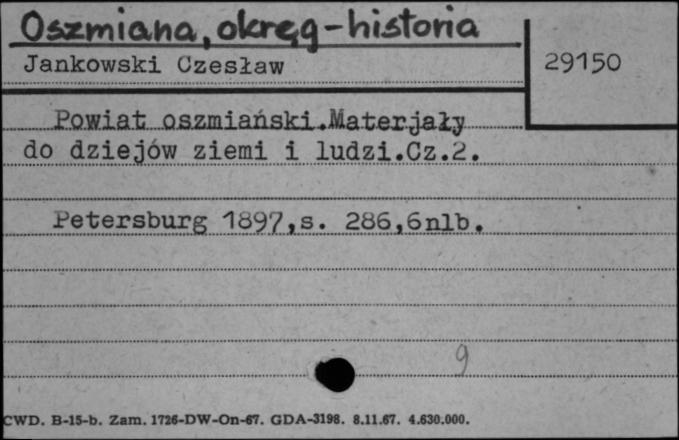 Oszmiana, okręg-historia
Jankowski Czesław
29150
Powiat oszmiański.Materjały
do dziejów ziemi i ludzi.Cz.2.
Petersburg 1897,s. 286,6nlb.
9
CWD. B-15-b. Zam. 1726-DW-On-67. GDA-3198. 8.11.67. 4.630.000.